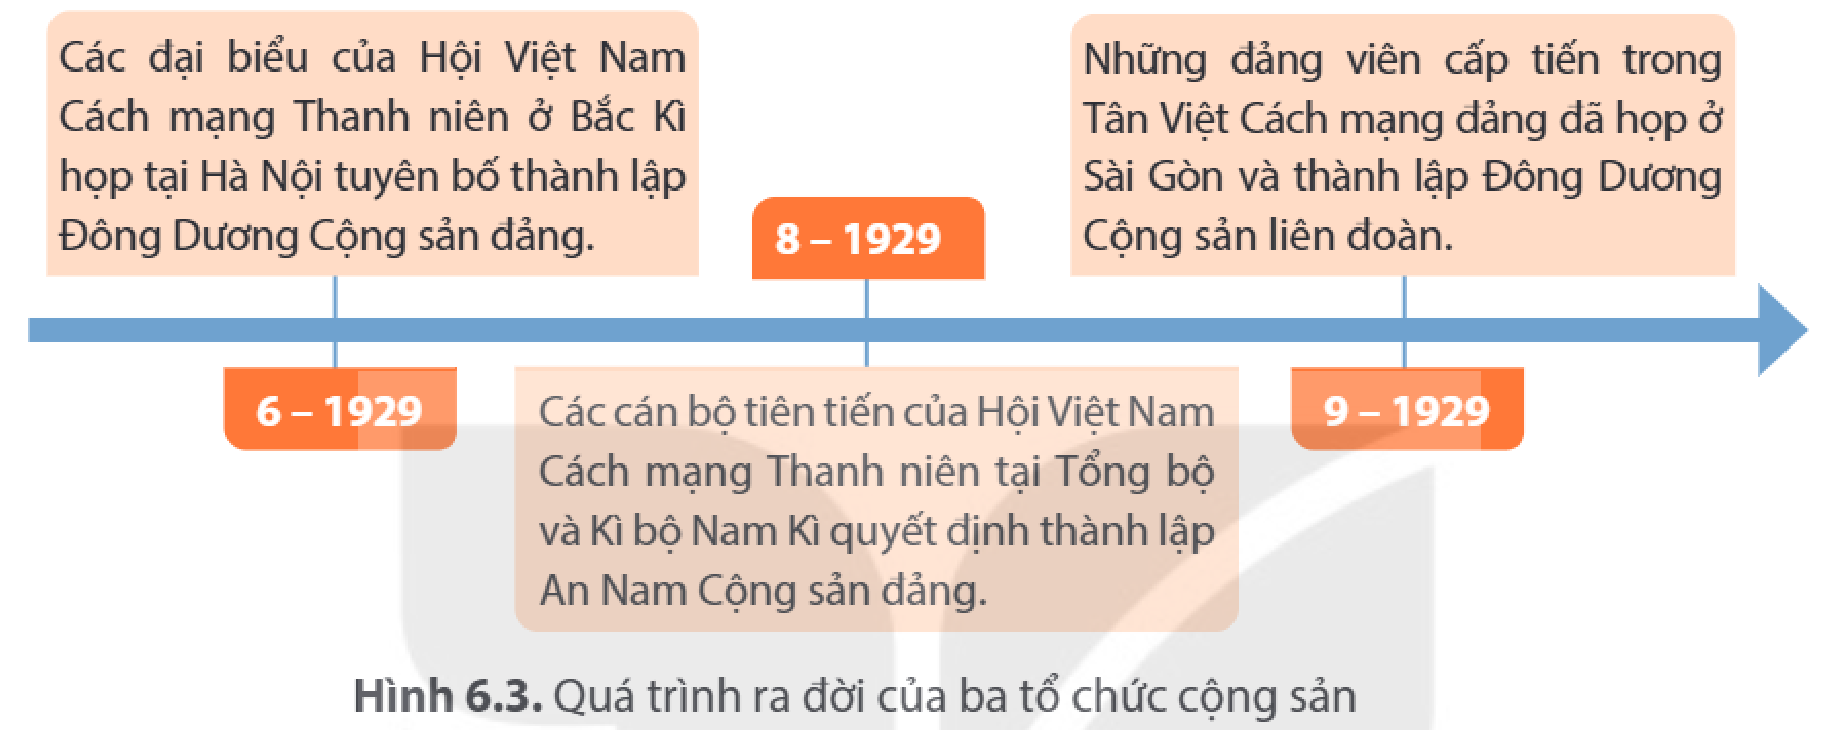 Các đại biểu của Hội Việt Nam
Cách mạng Thanh niên ở Bắc Kì
họp tại Hà Nội tuyên bố thành lập
Đông Dương Cộng sản đảng.
6 – 1929
8 – 1929
Các cán bộ tiên tiến của Hội Việt Nam
Cách mạng Thanh niên tại Tổng bộ
và Kì bộ Nam Kì quyết định thành lập
An Nam Cộng sản đảng.
Những đảng viên cấp tiến trong
Tân Việt Cách mạng đảng đã họp ở
Sài Gòn và thành lập Đông Dương
Cộng sản liên đoàn.
9 – 1929
Hình 6.3. Quá trình ra đời của ba tổ chức cộng sản